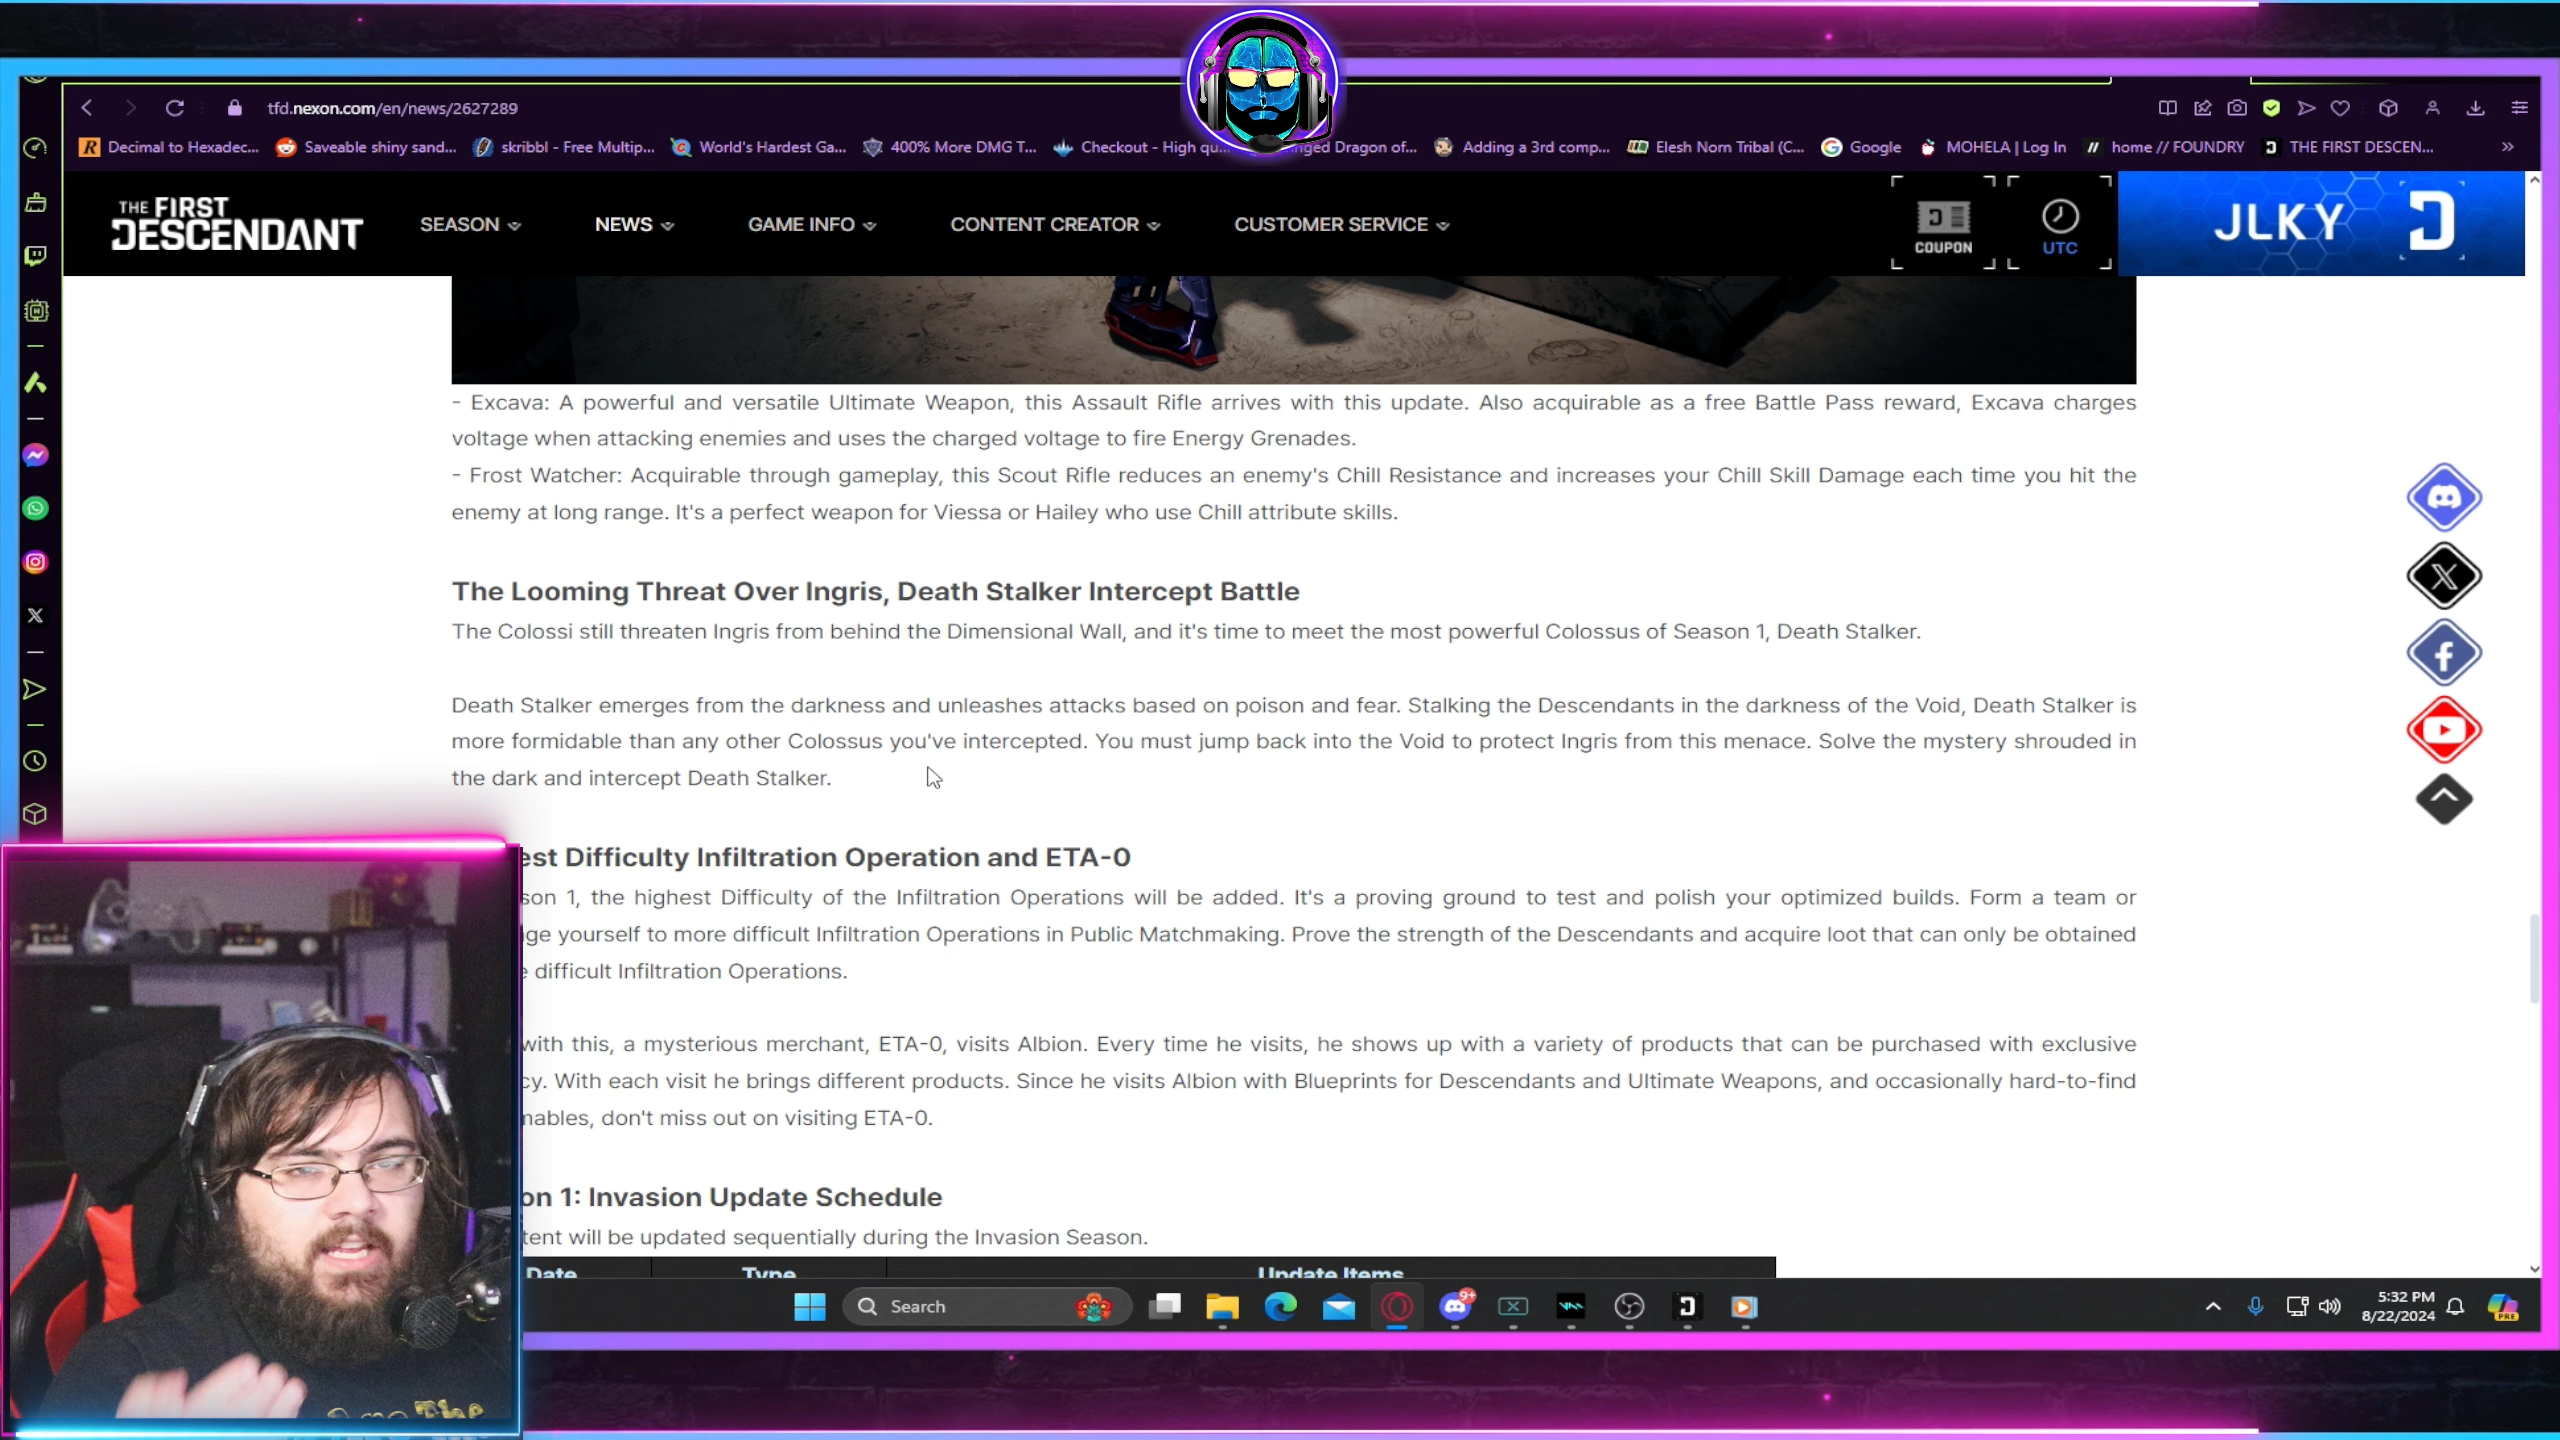 tfd.nexon.com/en/news/2627289
Decimal to Hexadec...
Saveable shiny sand...
skribbl - Free Multip...
World's Hardest Ga...
400% More DMG T...
Checkout - High qu...
nged Dragon of...
Adding a 3rd comp...
Elesh Norn Tribal (C...
Google
MOHELA | Log In
home // FOUNDRY
THE FIRST DESCEN...
THE FIRST
DESCENDANT
SEASON
NEWS
GAME INFO
CONTENT CREATOR
CUSTOMER SERVICE
COUPON
UTC
JLKY
- Excava: A powerful and versatile Ultimate Weapon, this Assault Rifle arrives with this update. Also acquirable as a free Battle Pass reward, Excava charges
voltage when attacking enemies and uses the charged voltage to fire Energy Grenades.
- Frost Watcher: Acquirable through gameplay, this Scout Rifle reduces an enemy's Chill Resistance and increases your Chill Skill Damage each time you hit the
enemy at long range. It's a perfect weapon for Viessa or Hailey who use Chill attribute skills.
The Looming Threat Over Ingris, Death Stalker Intercept Battle
The Colossi still threaten Ingris from behind the Dimensional Wall, and it's time to meet the most powerful Colossus of Season 1, Death Stalker.
Death Stalker emerges from the darkness and unleashes attacks based on poison and fear. Stalking the Descendants in the darkness of the Void, Death Stalker is
more formidable than any other Colossus you've intercepted. You must jump back into the Void to protect Ingris from this menace. Solve the mystery shrouded in
the dark and intercept Death Stalker.
est Difficulty Infiltration Operation and ETA-0
son 1, the highest Difficulty of the Infiltration Operations will be added. It's a proving ground to test and polish your optimized builds. Form a team or
ge yourself to more difficult Infiltration Operations in Public Matchmaking. Prove the strength of the Descendants and acquire loot that can only be obtained
e difficult Infiltration Operations.
with this, a mysterious merchant, ETA-0, visits Albion. Every time he visits, he shows up with a variety of products that can be purchased with exclusive
cy. With each visit he brings different products. Since he visits Albion with Blueprints for Descendants and Ultimate Weapons, and occasionally hard-to-find
mables, don't miss out on visiting ETA-0.
on 1: Invasion Update Schedule
tent will be updated sequentially during the Invasion Season.
Date
Type
Update Items
Search
9+
5:32 PM
8/22/2024
PRE